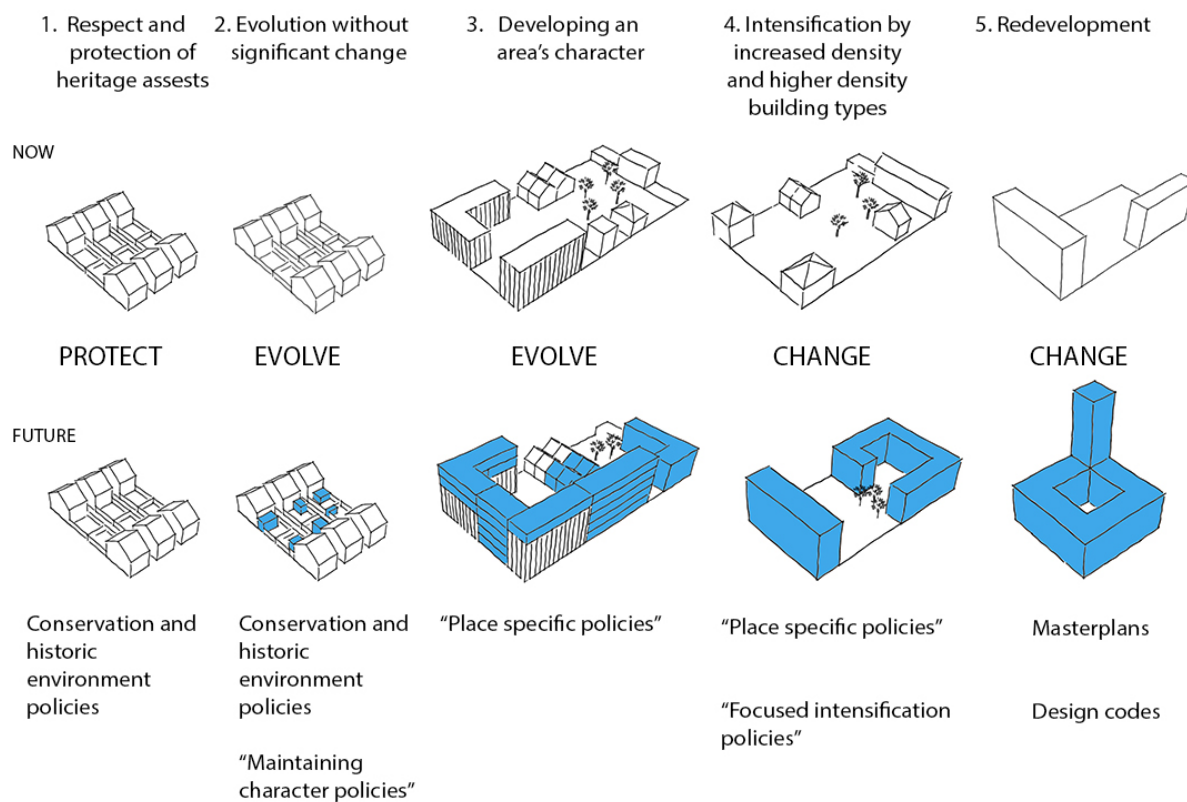 1. Respect and
protection of
heritage assests
2. Evolution without
significant change
3. Developing an
area's character
4. Intensification by
increased density
and higher density
building types
5. Redevelopment
NOW
PROTECT
EVOLVE
EVOLVE
CHANGE
CHANGE
FUTURE
Conservation and
historic
environment
policies
Conservation and
historic
environment
policies
“Maintaining
character policies”
“Place specific policies”
“Place specific policies”
“Focused intensification
policies”
Masterplans
Design codes